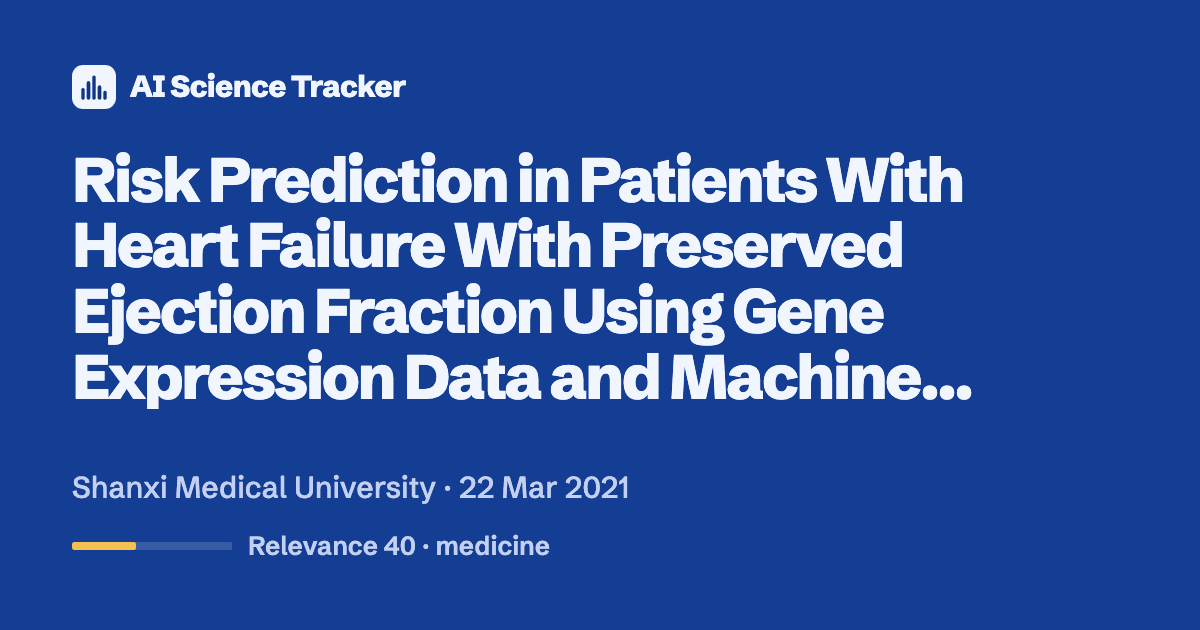 AI Science Tracker
Risk Prediction in Patients With
Heart Failure With Preserved
Ejection Fraction Using Gene
Expression Data and Machine...
Shanxi Medical University · 22 Mar 2021
Relevance 40 · medicine